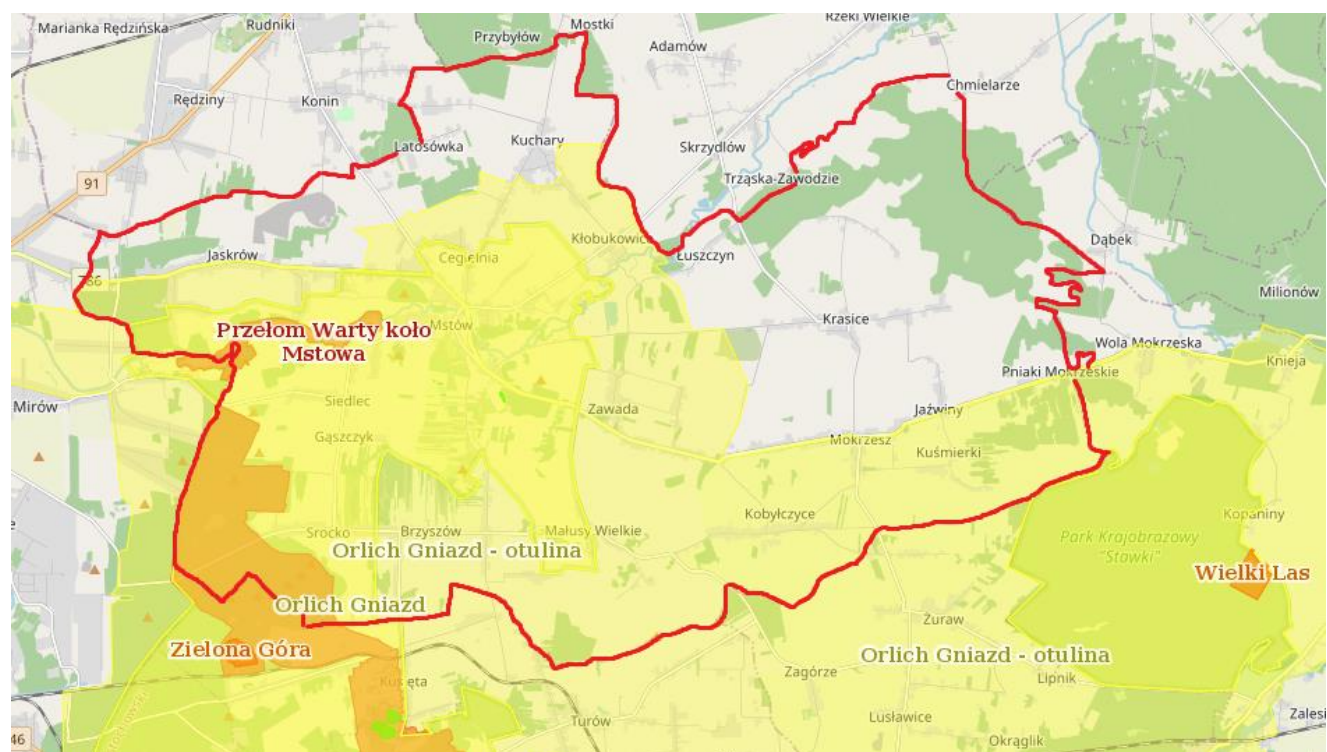 Marianka Rędzińska
Rudniki
Mostki
Rzeki Wielkie
Przybyłów
Adamów
Chmielarze
Rędziny
Konin
Latosówka
Kuchary
Skrzydlów
91
Trząska-Zawodzie
Kłobukowice
Dąbek
Jaskrów
Cegielnia
Łuszczyn
786
Milionów
Przełom Warty koło
Mstowa
Mstów
Krasice
Wola Mokrzeska
Knieja
Pniaki Mokrzeskie
Mirów
Siedlec
Zawada
Jaźwiny
Gąszczyk
Mokrzesz
Kuśmierki
Kobyłczyce
Kopaniny
Srocko
Brzyszów
Małusy Wielkie
Park Krajobrazowy
"Stawki"
Orlich Gniazd - otulina
Wielki Las
Orlich Gniazd
Żuraw
Zielona Góra
Orlich Gniazd - otulina
Zagórze
Lipnik
Kusięta
Turów
Lusławice
Zalesi
46
Okrąglik